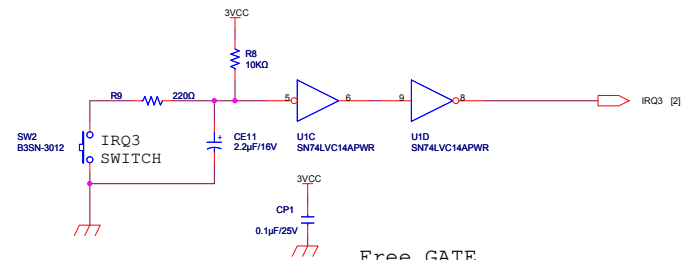 3VCC
R8
10KΩ
R9 220Ω
5 6 9 8
IRQ3 [2]
SW2
B3SN-3012
IRQ3
SWITCH
CE11
2.2µF/16V
U1C
SN74LVC14APWR
U1D
SN74LVC14APWR
3VCC
CP1
0.1µF/25V
Free GATE